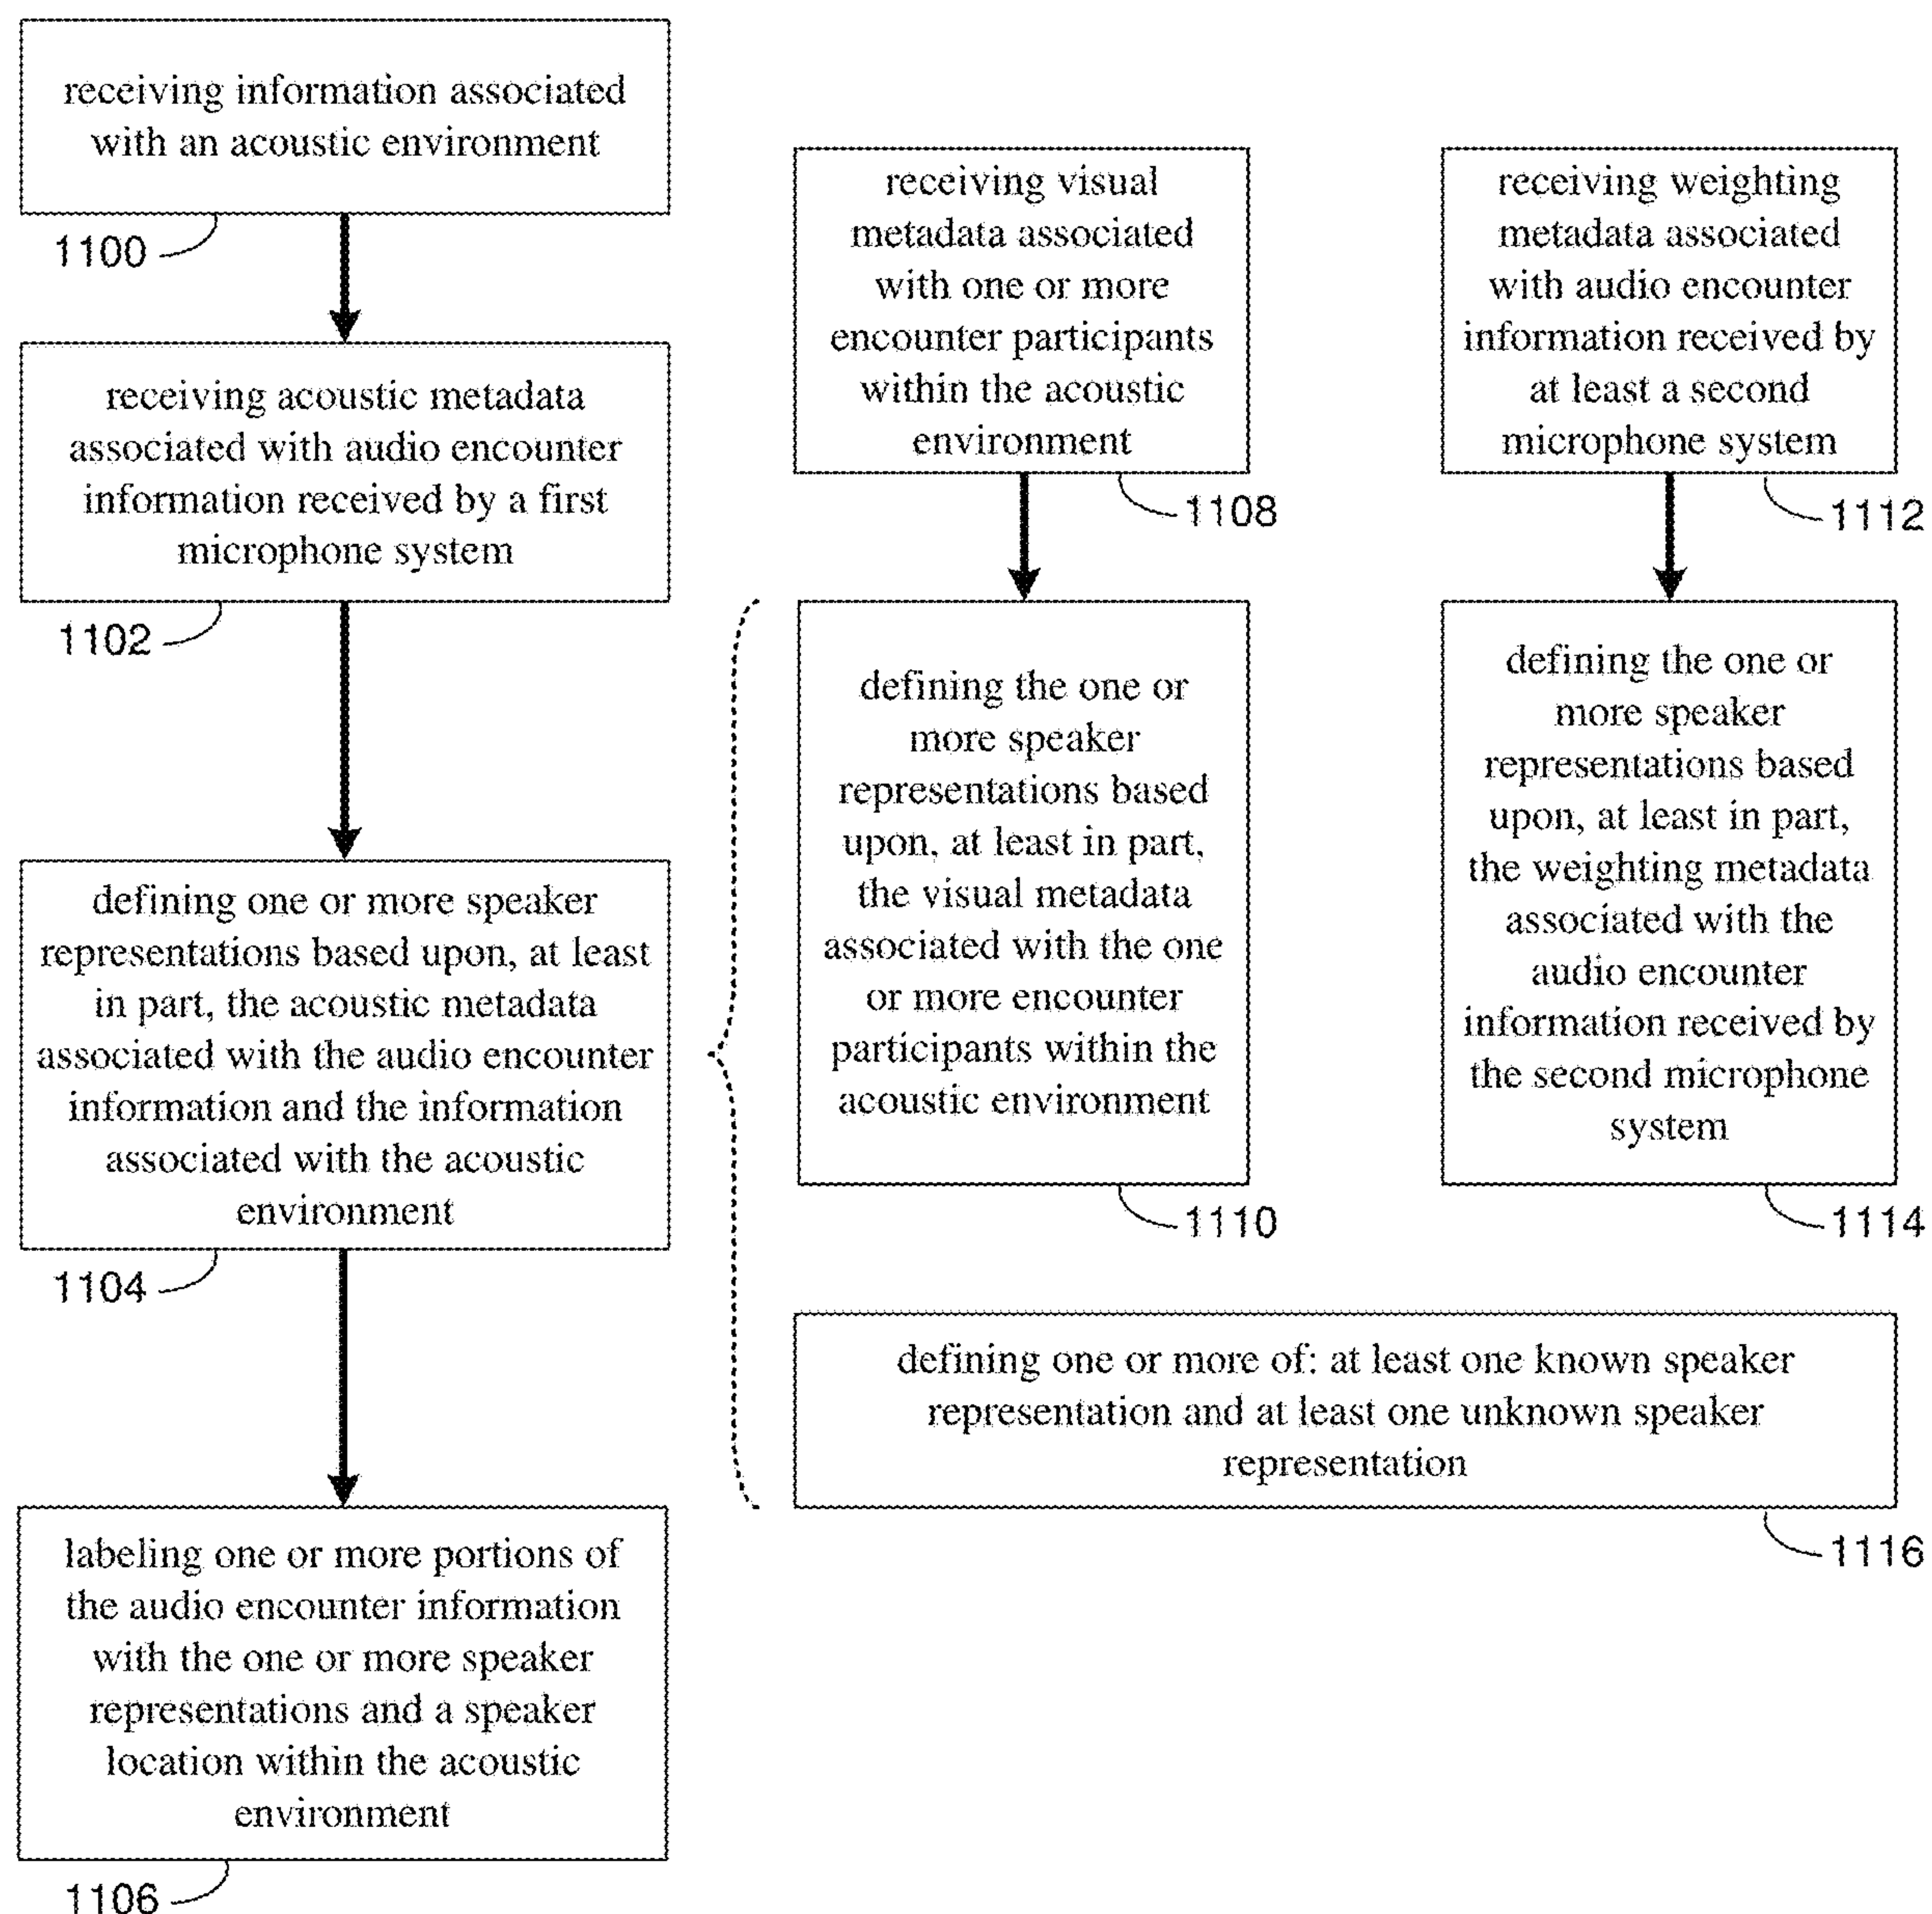 receiving information associated
with an acoustic environment
1100
receiving acoustic metadata
associated with audio encounter
information received by a first
microphone system
1102
defining one or more speaker
representations based upon, at least
in part, the acoustic metadata
associated with the audio encounter
information and the information
associated with the acoustic
environment
1104
labeling one or more portions of
the audio encounter information
with the one or more speaker
representations and a speaker
location within the acoustic
environment
1106
receiving visual
metadata associated
with one or more
encounter participants
within the acoustic
environment
1108
defining the one or
more speaker
representations based
upon, at least in part,
the visual metadata
associated with the one
or more encounter
participants within the
acoustic environment
1110
receiving weighting
metadata associated
with audio encounter
information received by
at least a second
microphone system
1112
defining the one or
more speaker
representations based
upon, at least in part,
the weighting metadata
associated with the
audio encounter
information received by
the second microphone
system
1114
defining one or more of: at least one known speaker
representation and at least one unknown speaker
representation
1116